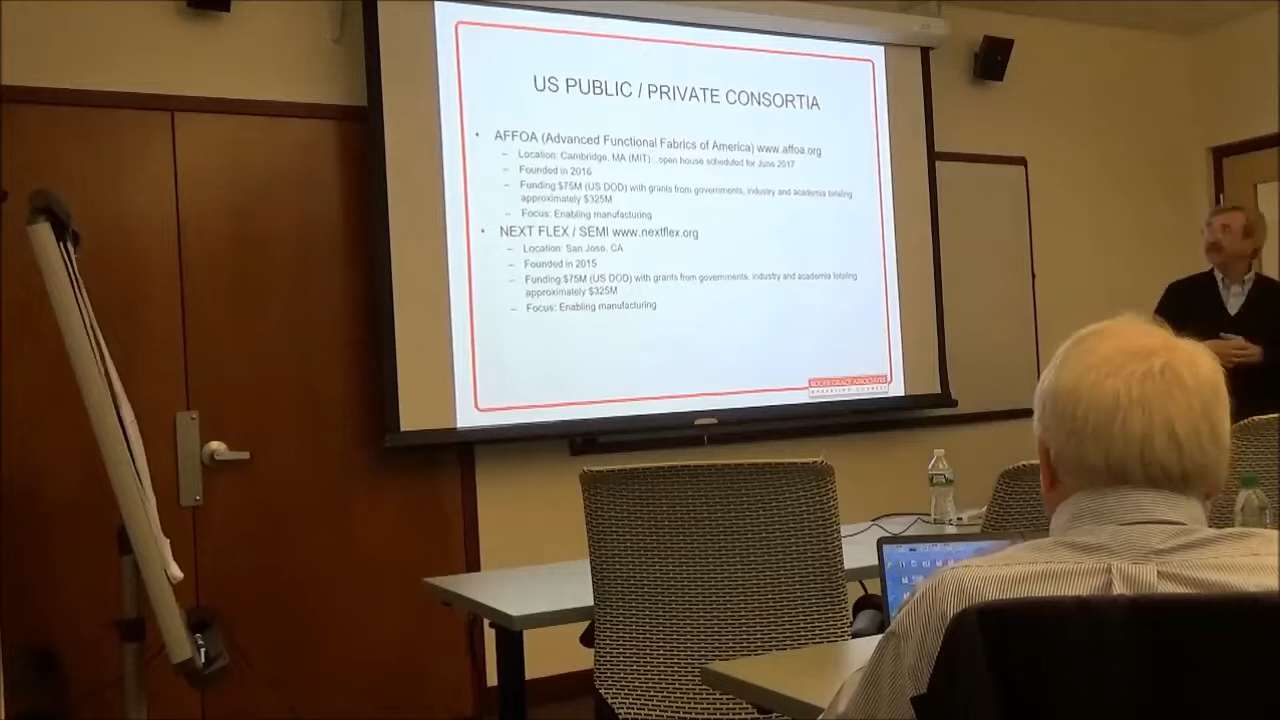 US PUBLIC / PRIVATE CONSORTIA
• AFFOA (Advanced Functional Fabrics of America) www.affoa.org
– Location: Cambridge, MA (MIT)...open house scheduled for June 2017
– Founded in 2016
– Funding:$75M (US DOD) with grants from governments, industry and academia totaling
approximately $325M
– Focus: Enabling manufacturing
• NEXT FLEX / SEMI www.nextflex.org
– Location: San Jose, CA
– Founded in 2015
– Funding:$75M (US DOD) with grants from governments, industry and academia totaling
approximately $325M
– Focus: Enabling manufacturing
ROGER GRACE ASSOCIATES